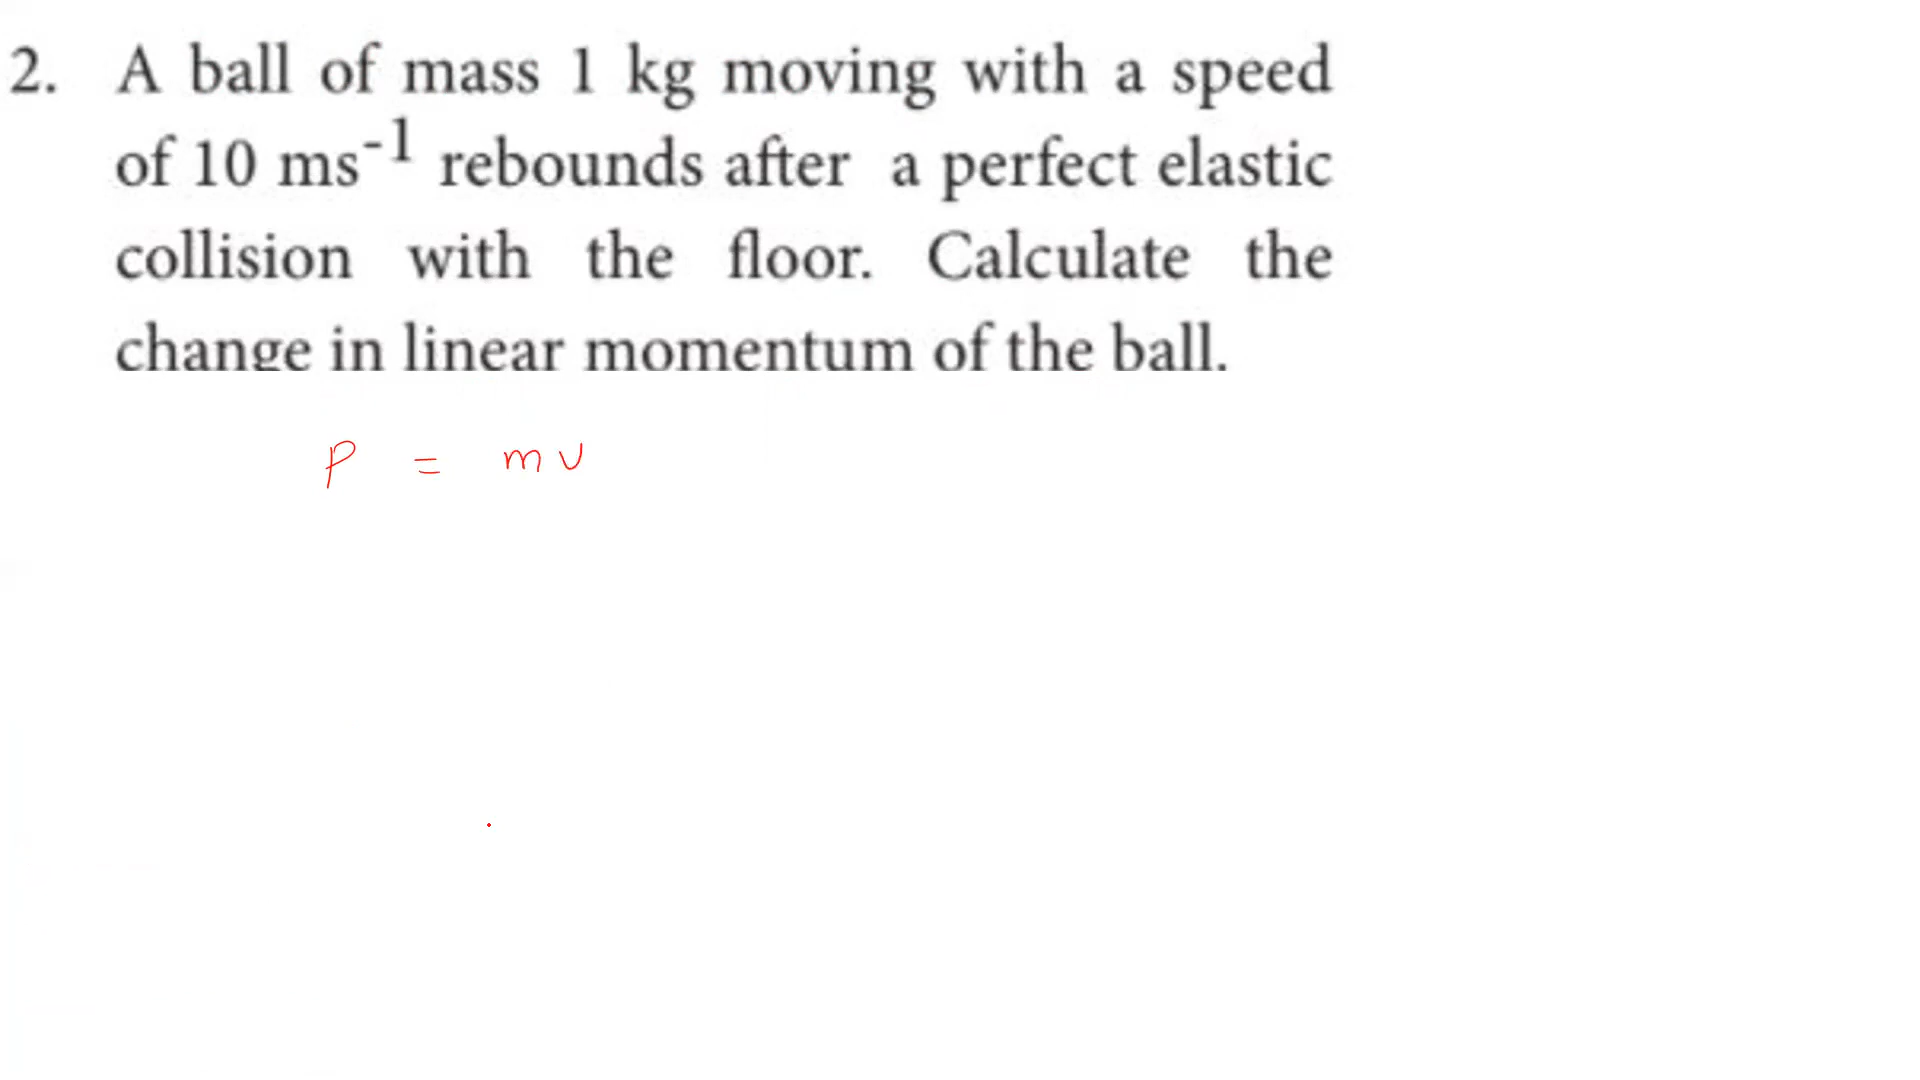 2. A ball of mass 1 kg moving with a speed
of 10 ms⁻¹ rebounds after a perfect elastic
collision with the floor. Calculate the
change in linear momentum of the ball.
P = mv